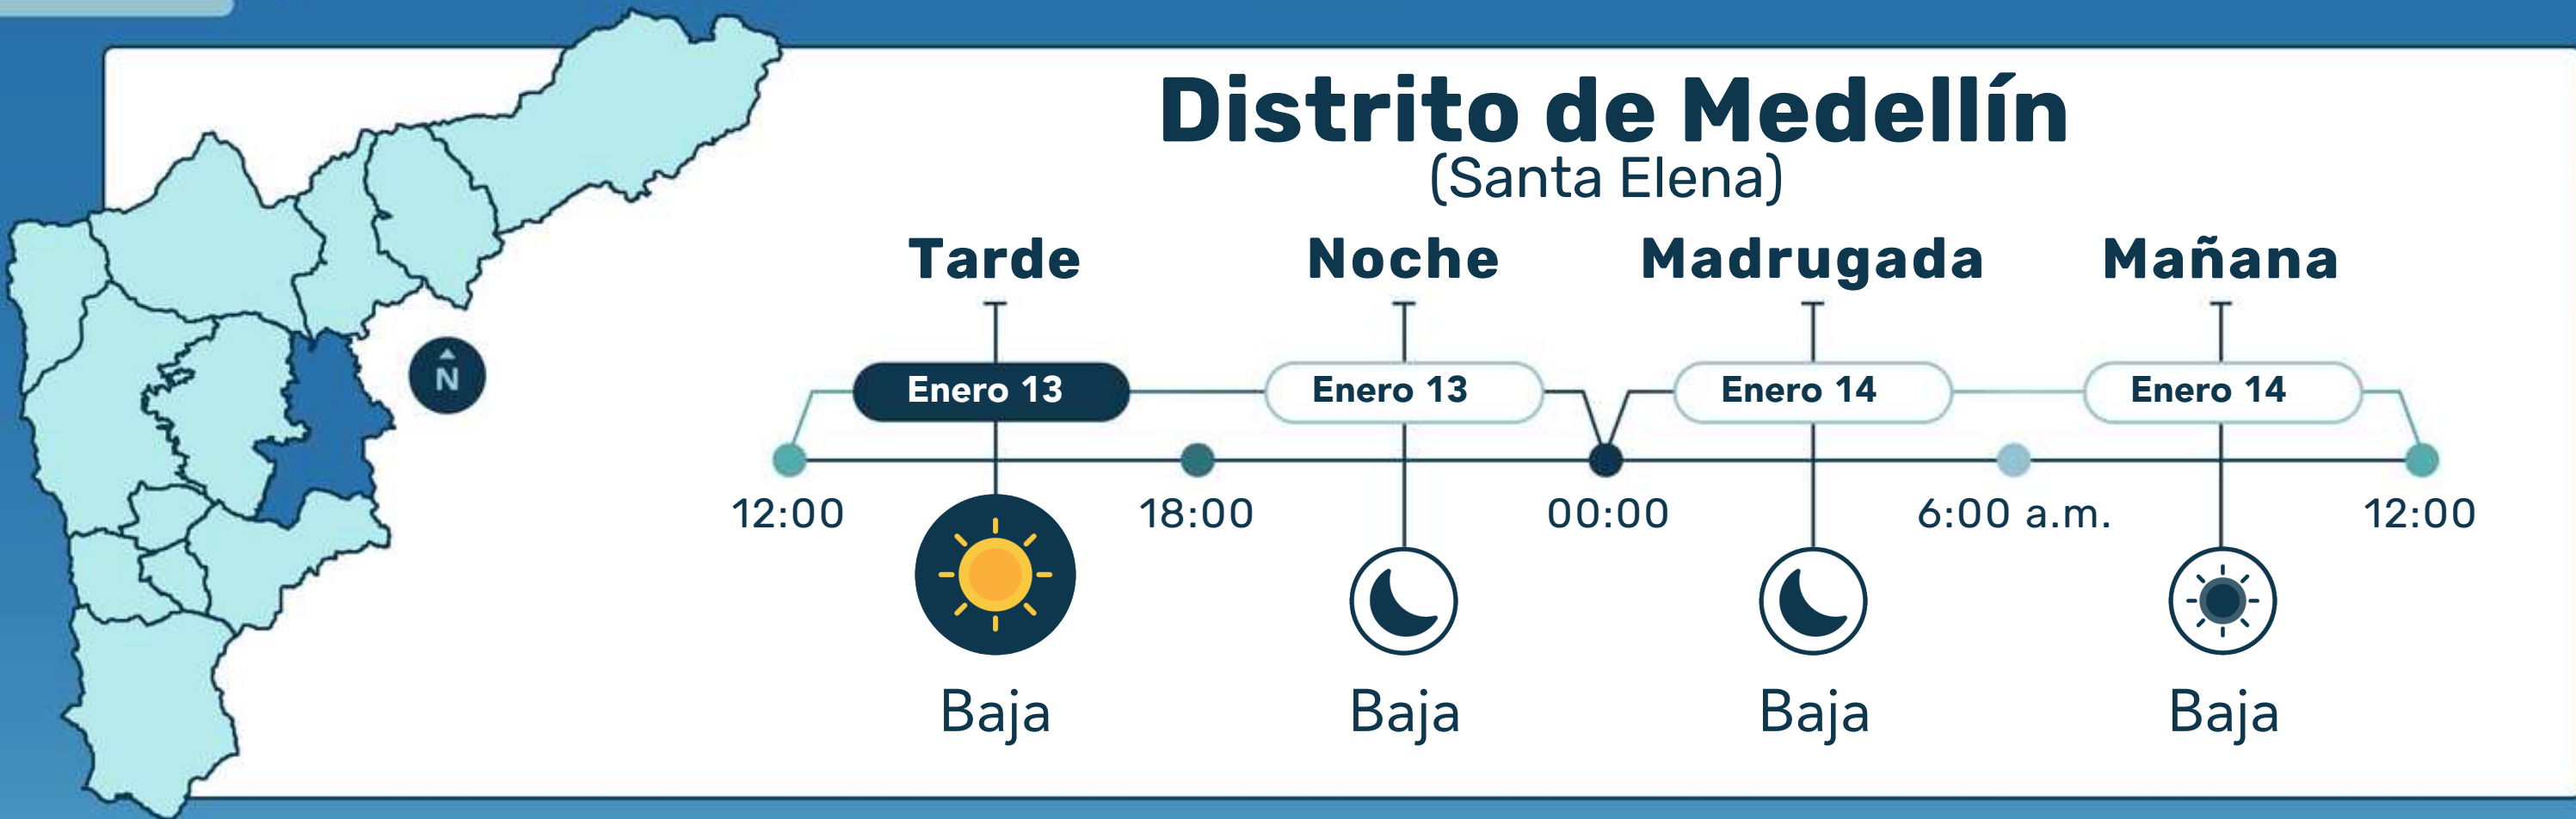 Distrito de Medellín
(Santa Elena)
Tarde Noche Madrugada Mañana
N
Enero 13 Enero 13 Enero 14 Enero 14
12:00 18:00 00:00 6:00 a.m. 12:00
Baja Baja Baja Baja